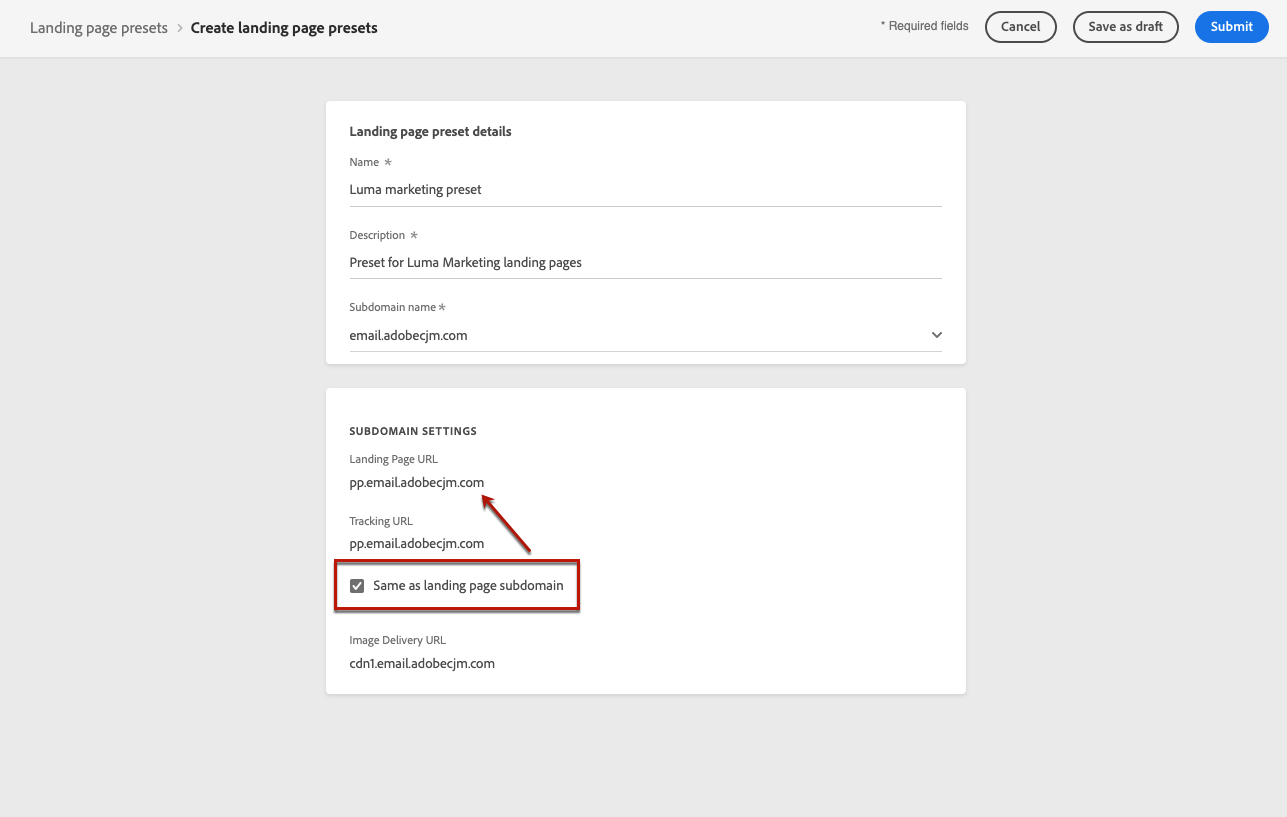 Landing page presets > Create landing page presets
* Required fields
Cancel
Save as draft
Submit
Landing page preset details
Name *
Luma marketing preset
Description *
Preset for Luma Marketing landing pages
Subdomain name *
email.adobecjm.com
SUBDOMAIN SETTINGS
Landing Page URL
pp.email.adobecjm.com
Tracking URL
pp.email.adobecjm.com
Same as landing page subdomain
Image Delivery URL
cdn1.email.adobecjm.com